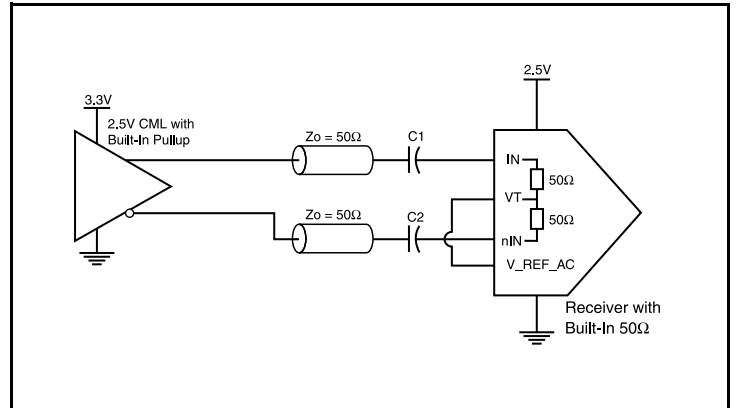 3.3V
2.5V CML with
Built-In Pullup
Zo = 50Ω
C1
Zo = 50Ω
C2
2.5V
IN
50Ω
VT
50Ω
nIN
V_REF_AC
Receiver with
Built-In 50Ω